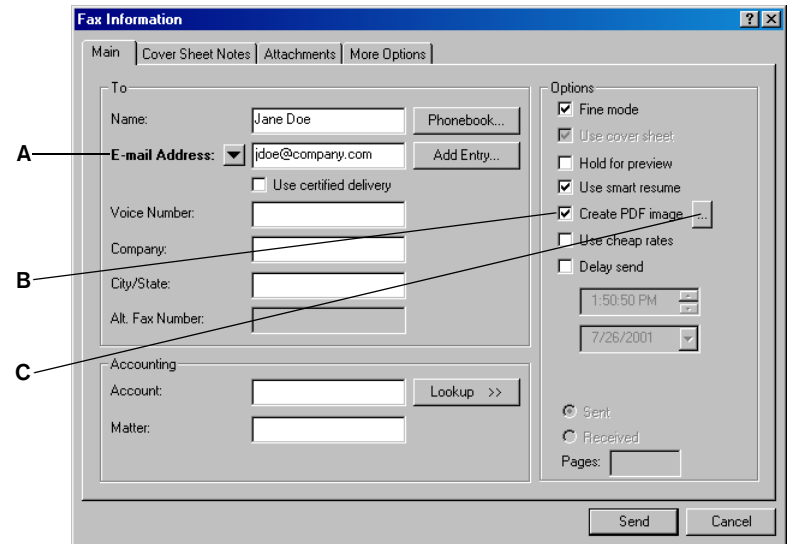 Fax Information
Main
Cover Sheet Notes
Attachments
More Options
To
Name:
Jane Doe
Phonebook...
A
E-mail Address:
jdoe@company.com
Add Entry...
Use certified delivery
Voice Number:
Company:
B
City/State:
Alt. Fax Number:
C
Accounting
Account:
Lookup >>
Matter:
Options
Fine mode
Use cover sheet
Hold for preview
Use smart resume
Create PDF image
...
Use cheap rates
Delay send
1:50:50 PM
7/26/2001
Sent
Received
Pages:
Send
Cancel